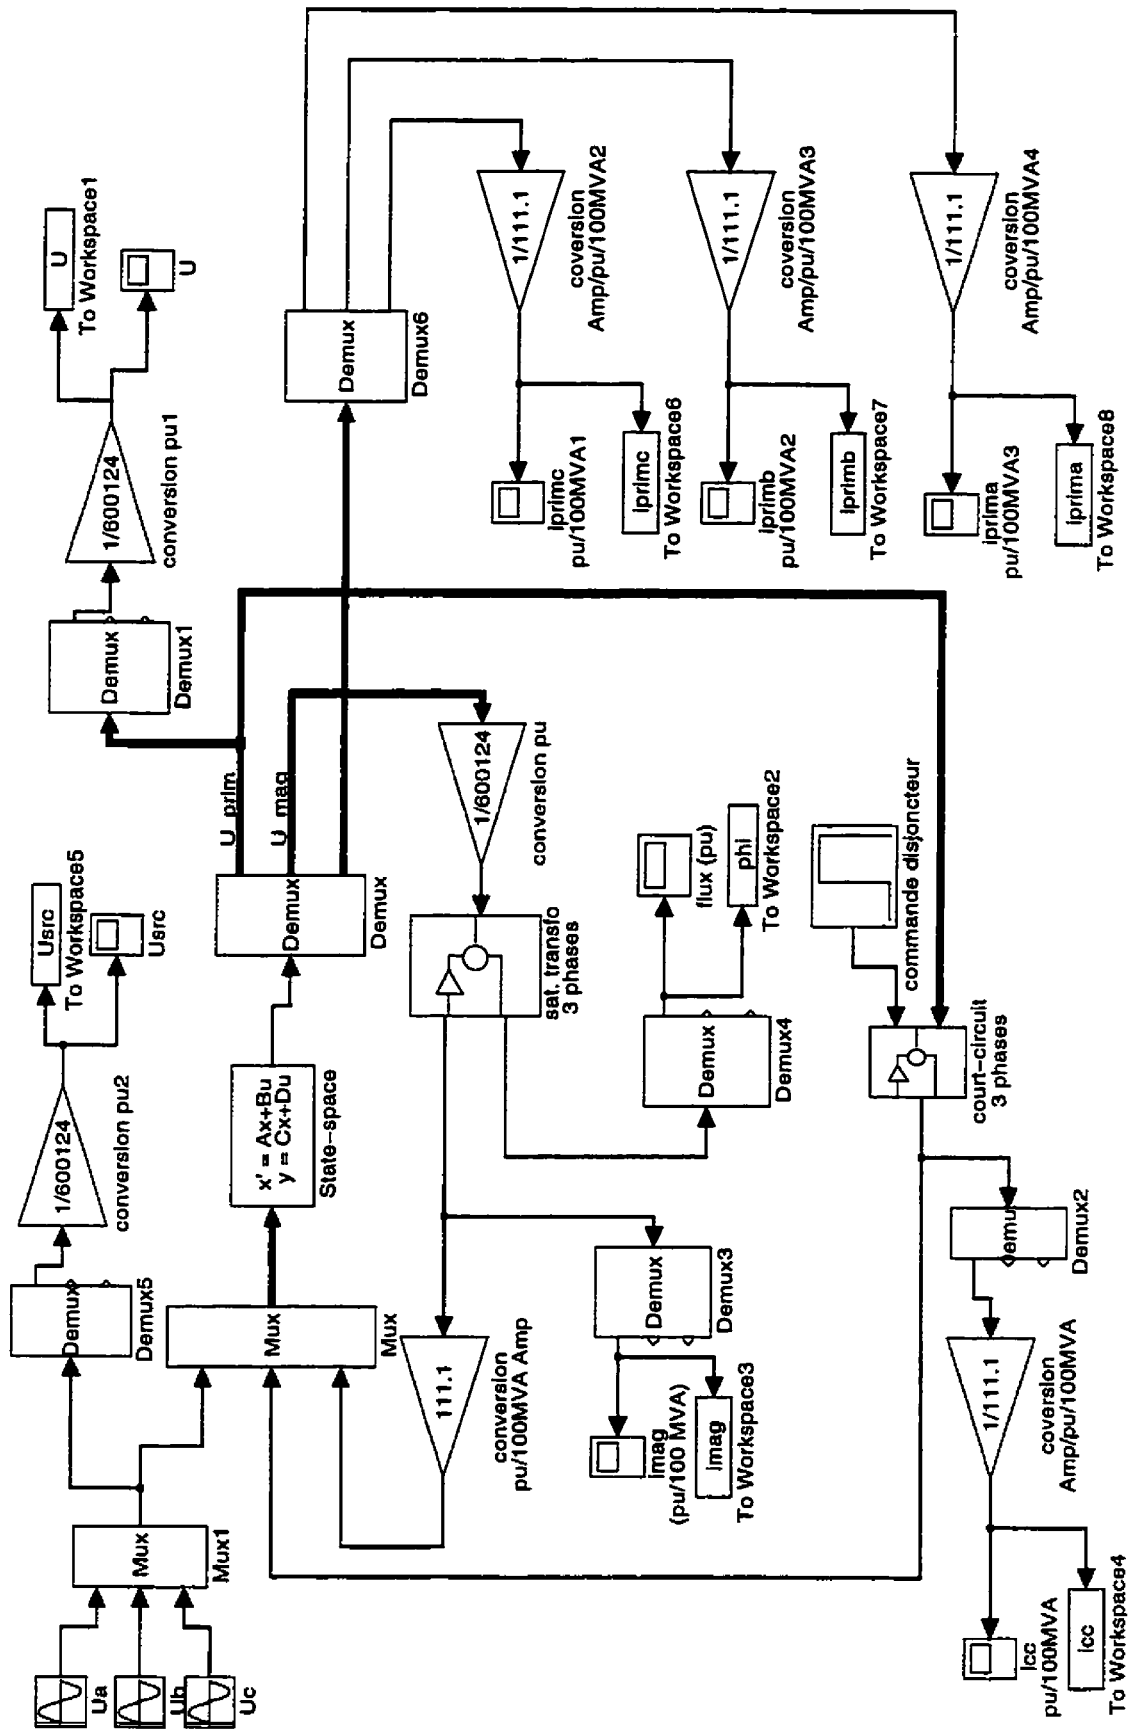 Ua
Ub
Uc
Mux
Mux1
Demux
Demux5
1/600124
conversion pu2
Usrc
To Workspace5
Usrc
Mux
Mux
x' = Ax+Bu
y = Cx+Du
State-space
Demux
Demux
U_prim
U_mag
Demux
Demux1
1/600124
conversion pu1
U
To Workspace1
U
Demux
Demux6
1/111.1
coversion
Amp/pu/100MVA2
Iprimc
pu/100MVA1
iprimc
To Workspace6
1/111.1
coversion
Amp/pu/100MVA3
iprimb
pu/100MVA2
iprimb
To Workspace7
1/111.1
coversion
Amp/pu/100MVA4
iprima
pu/100MVA3
iprima
To Workspace8
1/600124
conversion pu
sat. transfo
3 phases
Demux
Demux4
flux (pu)
phi
To Workspace2
111.1
conversion
pu/100MVA Amp
Demux
Demux3
imag
(pu/100 MVA)
imag
To Workspace3
commande disjoncteur
court-circuit
3 phases
Demu
Demux2
1/111.1
coversion
Amp/pu/100MVA
icc
pu/100MVA
icc
To Workspace4